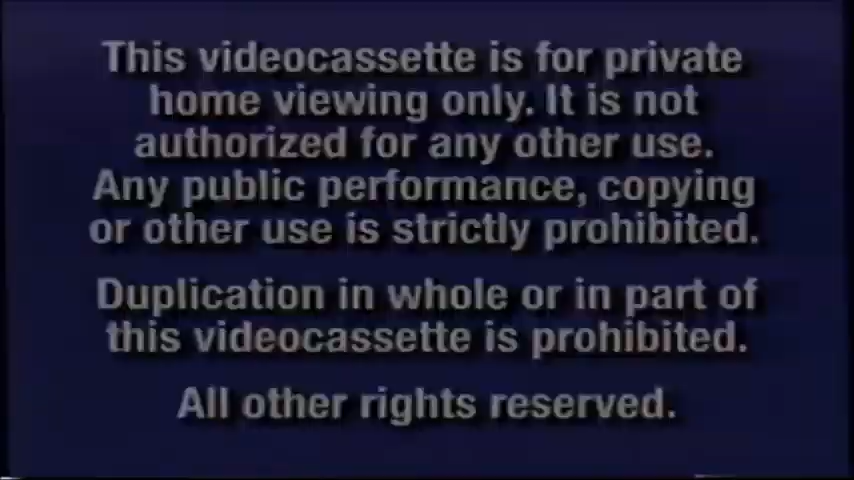 This videocassette is for private
home viewing only. It is not
authorized for any other use.
Any public performance, copying
or other use is strictly prohibited.
Duplication in whole or in part of
this videocassette is prohibited.
All other rights reserved.